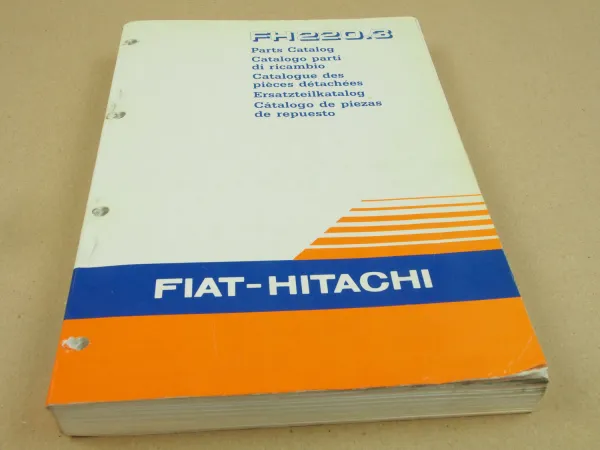 FH220.3
Parts Catalog
Catalogo parti
di ricambio
Catalogue des
pièces détachées
Ersatzteilkatalog
Cátalogo de piezas
de repuesto
FIAT-HITACHI